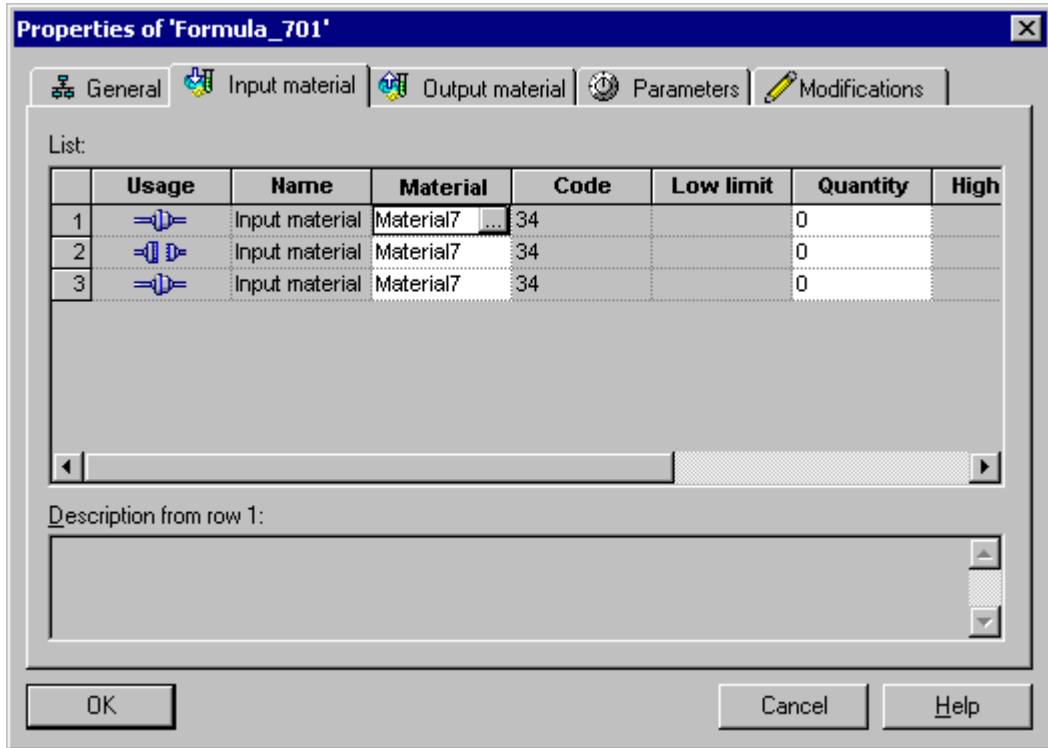 Properties of 'Formula_701'
General Input material Output material Parameters Modifications
List:
Usage Name Material Code Low limit Quantity High
1 Input material Material7 ... 34 0
2 Input material Material7 34 0
3 Input material Material7 34 0
Description from row 1:
OK Cancel Help